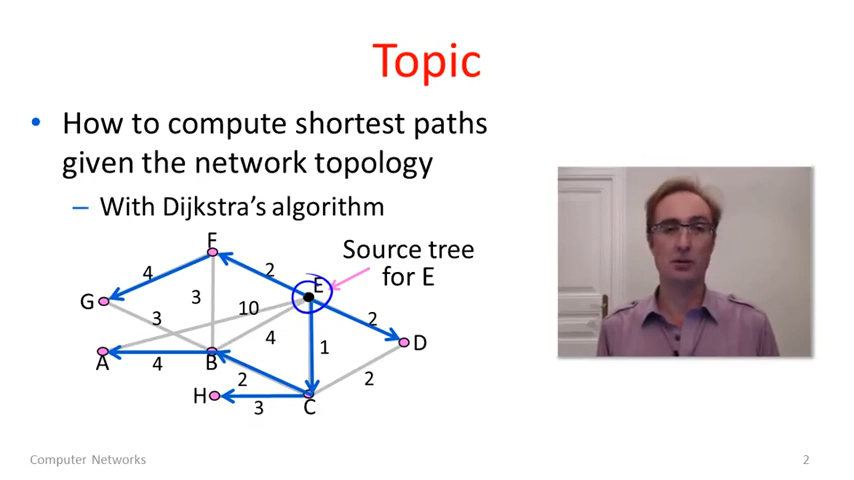 Topic
• How to compute shortest paths
given the network topology
– With Dijkstra's algorithm
F
Source tree
for E
4
2
E
G
3
10
2
3
4
D
A
4
B
1
2
2
H
3
C
Computer Networks
2